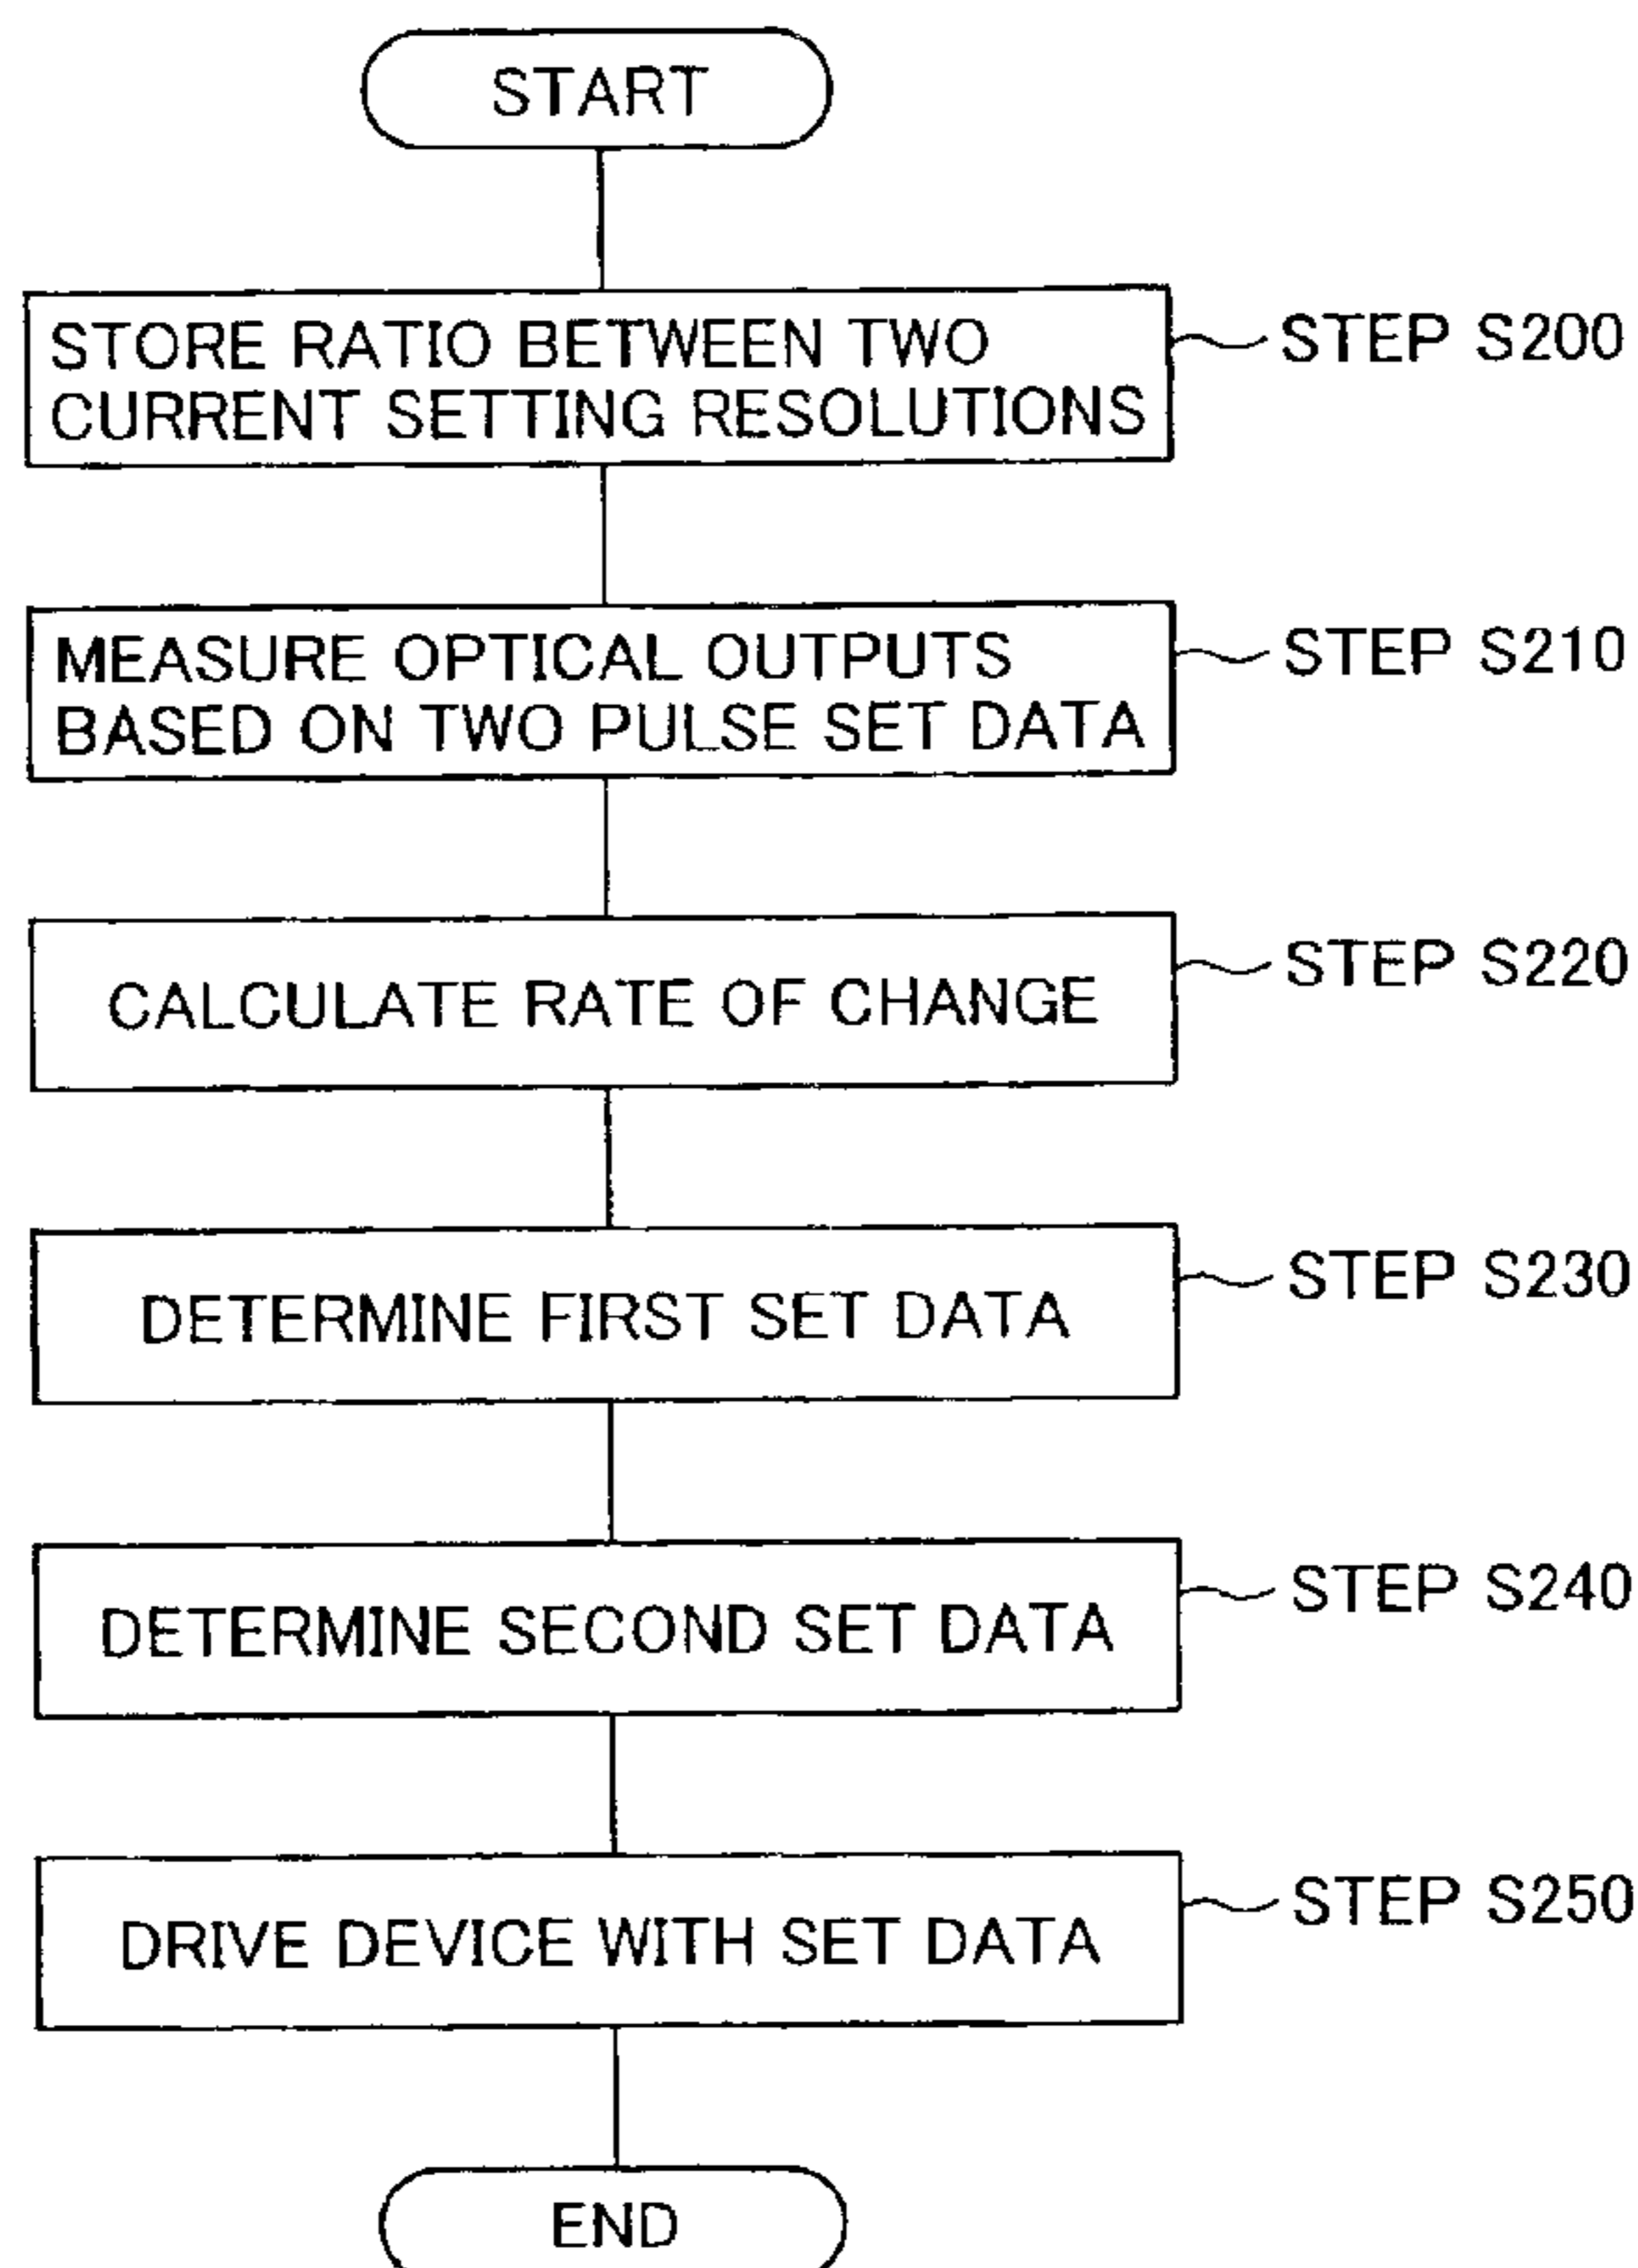 START
STORE RATIO BETWEEN TWO
CURRENT SETTING RESOLUTIONS
STEP S200
MEASURE OPTICAL OUTPUTS
BASED ON TWO PULSE SET DATA
STEP S210
CALCULATE RATE OF CHANGE
STEP S220
DETERMINE FIRST SET DATA
STEP S230
DETERMINE SECOND SET DATA
STEP S240
DRIVE DEVICE WITH SET DATA
STEP S250
END